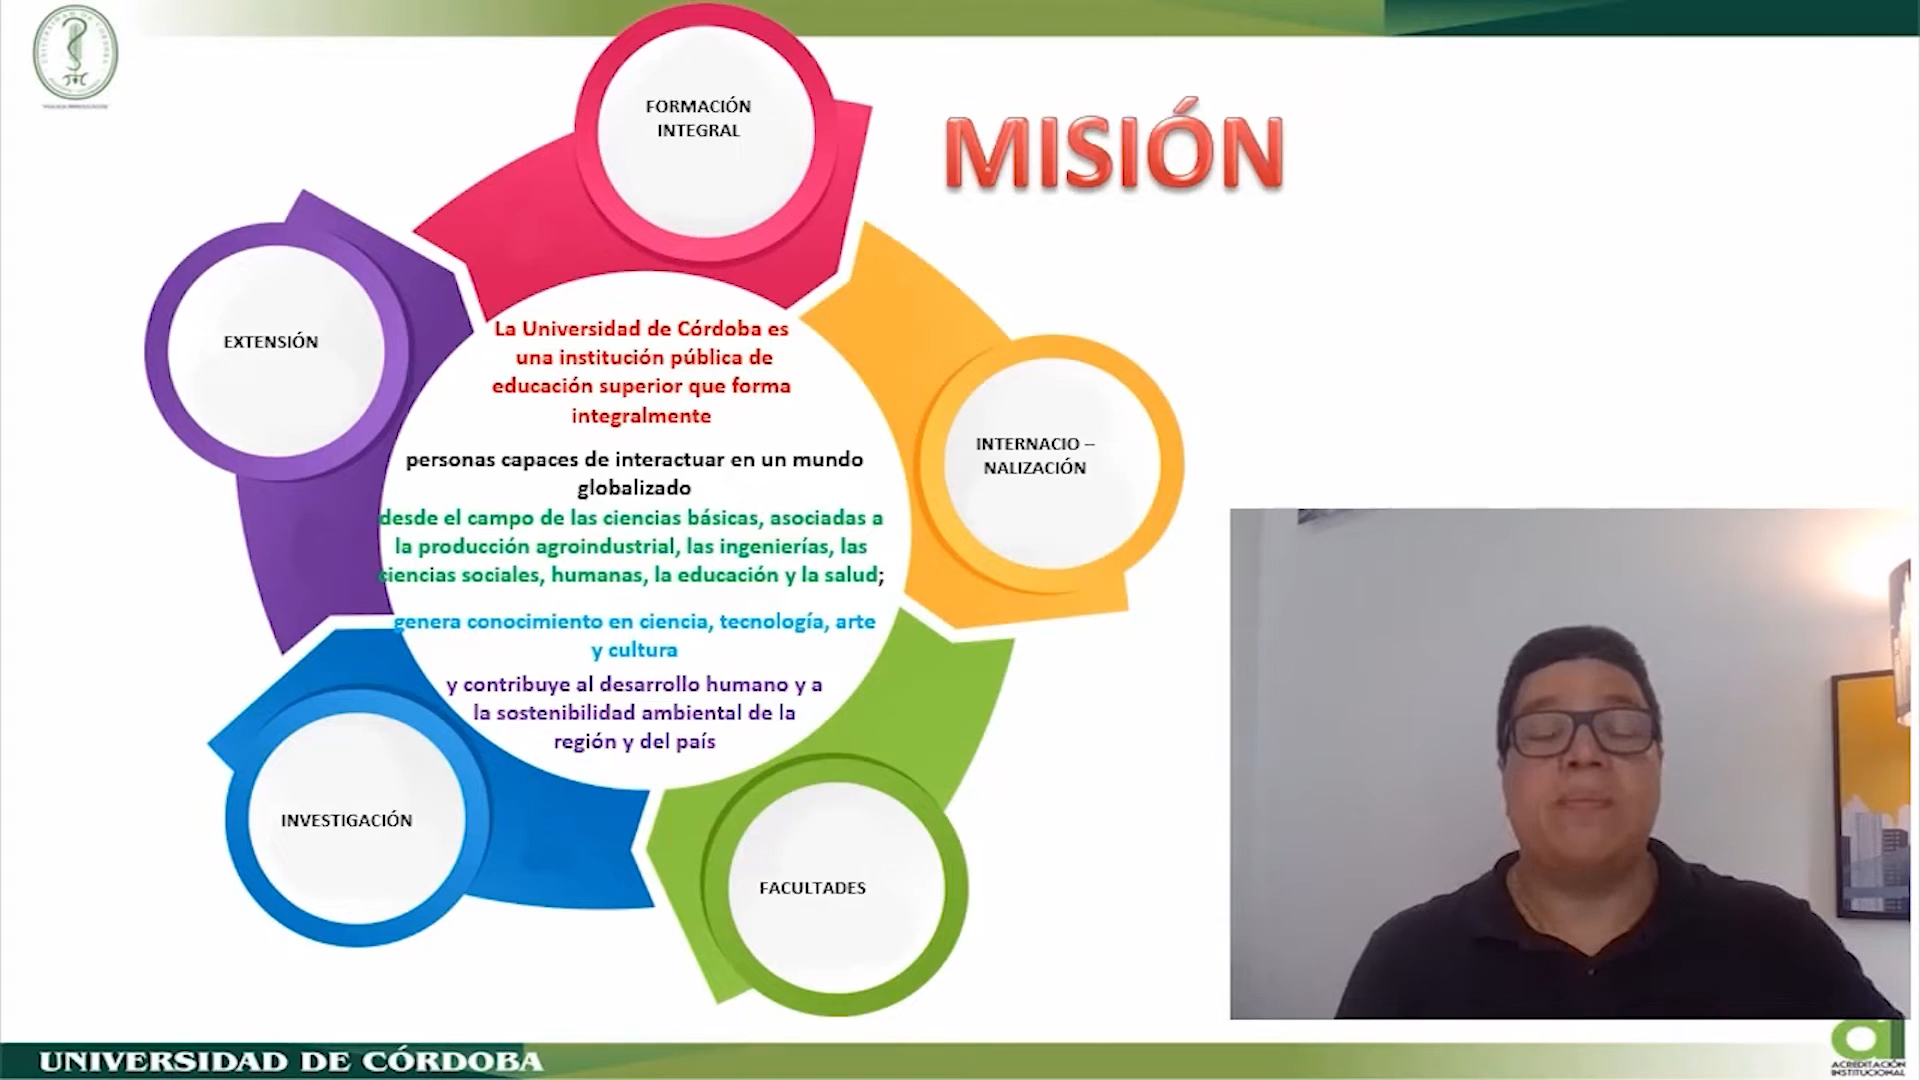 FORMACIÓN
INTEGRAL
MISIÓN
EXTENSIÓN
La Universidad de Córdoba es
una institución pública de
educación superior que forma
integralmente
personas capaces de interactuar en un mundo
globalizado
desde el campo de las ciencias básicas, asociadas a
la producción agroindustrial, las ingenierías, las
ciencias sociales, humanas, la educación y la salud;
genera conocimiento en ciencia, tecnología, arte
y cultura
y contribuye al desarrollo humano y a
la sostenibilidad ambiental de la
región y del país
INTERNACIO –
NALIZACIÓN
INVESTIGACIÓN
FACULTADES
UNIVERSIDAD DE CÓRDOBA
ACREDITACIÓN
INSTITUCIONAL